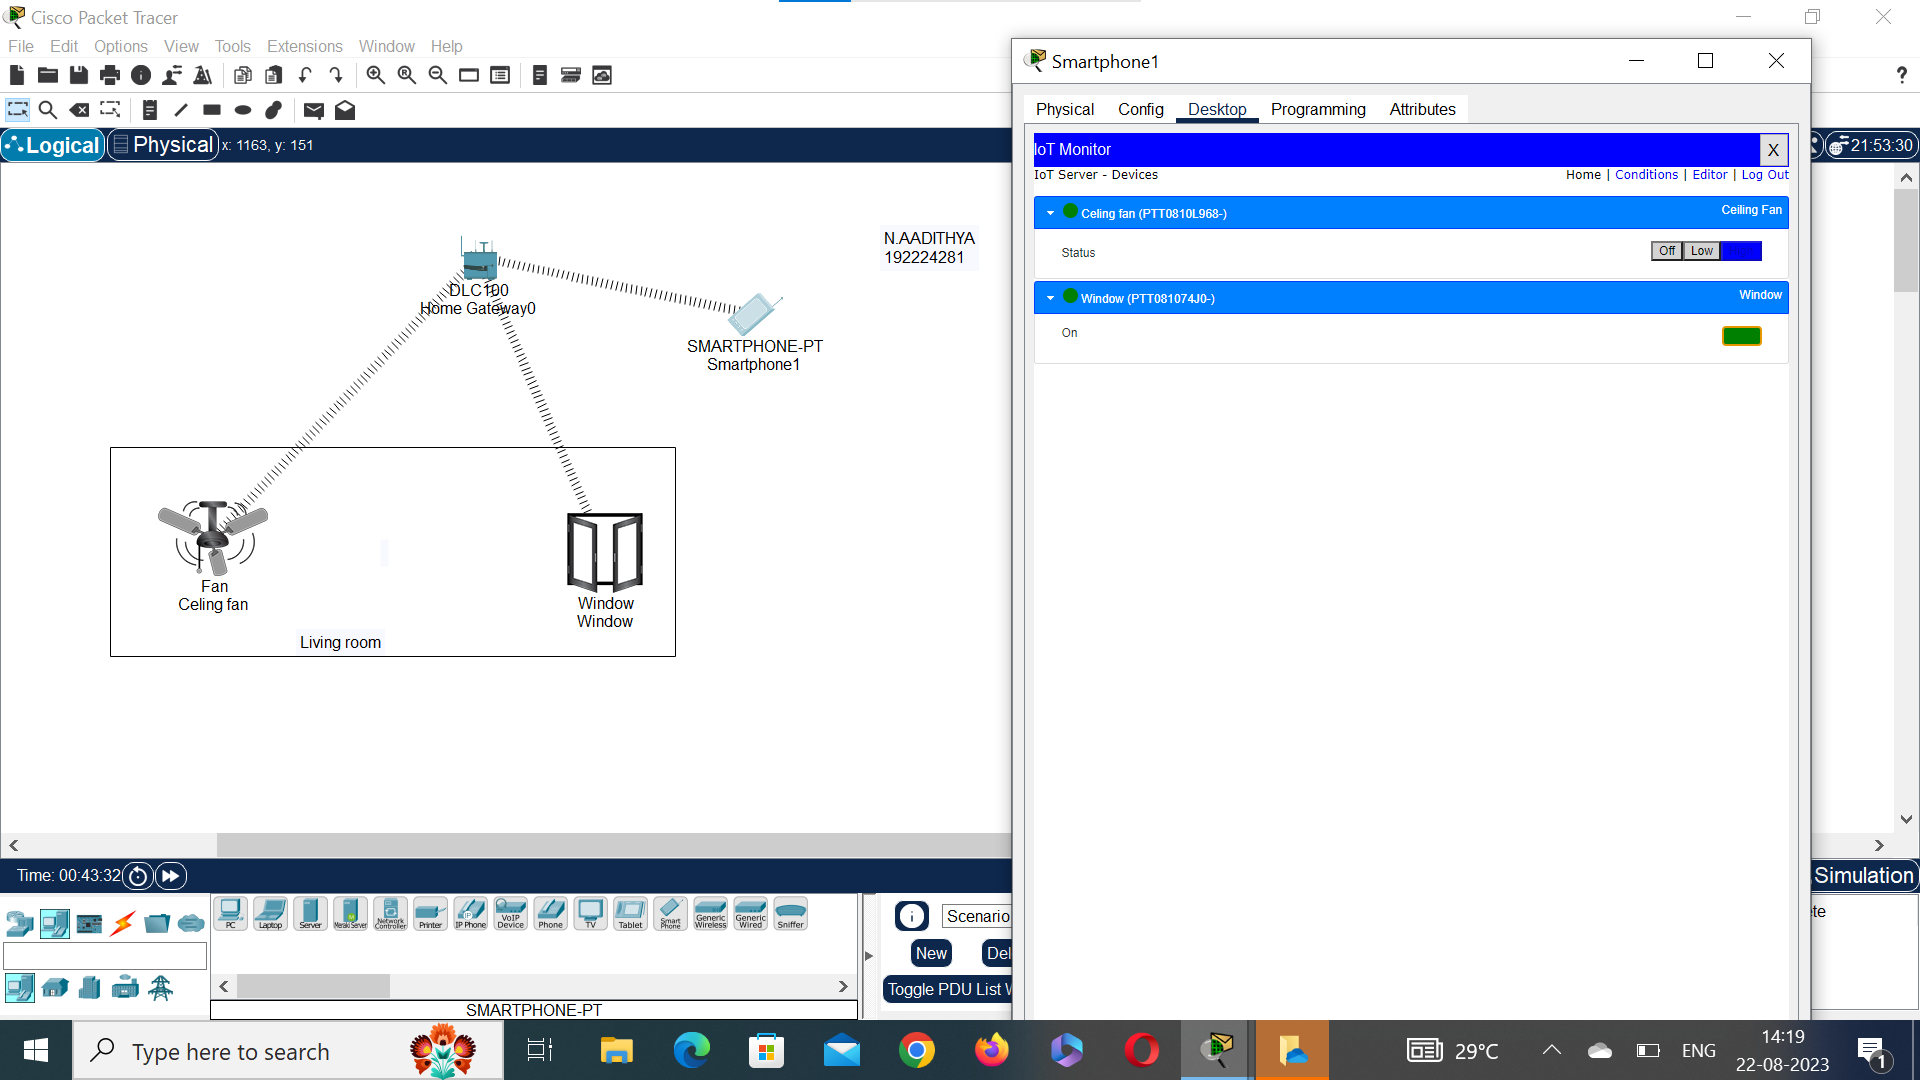 Cisco Packet Tracer
File Edit Options View Tools Extensions Window Help
?
Logical Physical x: 1163, y: 151
21:53:30
N.AADITHYA
192224281
DLC100
Home Gateway0
SMARTPHONE-PT
Smartphone1
Fan
Celing fan
Window
Window
Living room
Smartphone1
Physical Config Desktop Programming Attributes
IoT Monitor X
IoT Server - Devices Home | Conditions | Editor | Log Out
Celing fan (PTT0810L968-) Ceiling Fan
Status Off Low
Window (PTT081074J0-) Window
On
Time: 00:43:32
Simulation
PC Laptop Server Meraki Server Network Controller Printer IP Phone VoIP Device Phone TV Tablet Smart Phone Generic Wireless Generic Wired Sniffer
SMARTPHONE-PT
Scenario
New Del
Toggle PDU List W
ete
Type here to search
29°C
ENG
14:19
22-08-2023
1